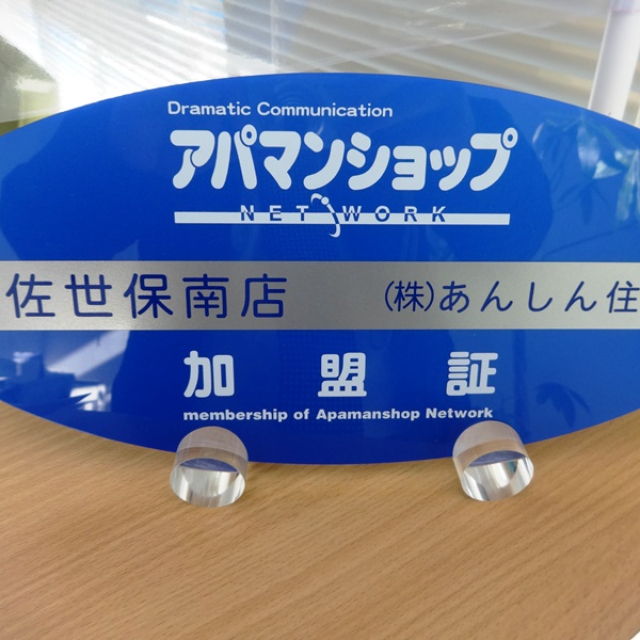 Dramatic Communication
アパマンショップ
NETWORK
佐世保南店 (株)あんしん住
加盟証
membership of Apamanshop Network